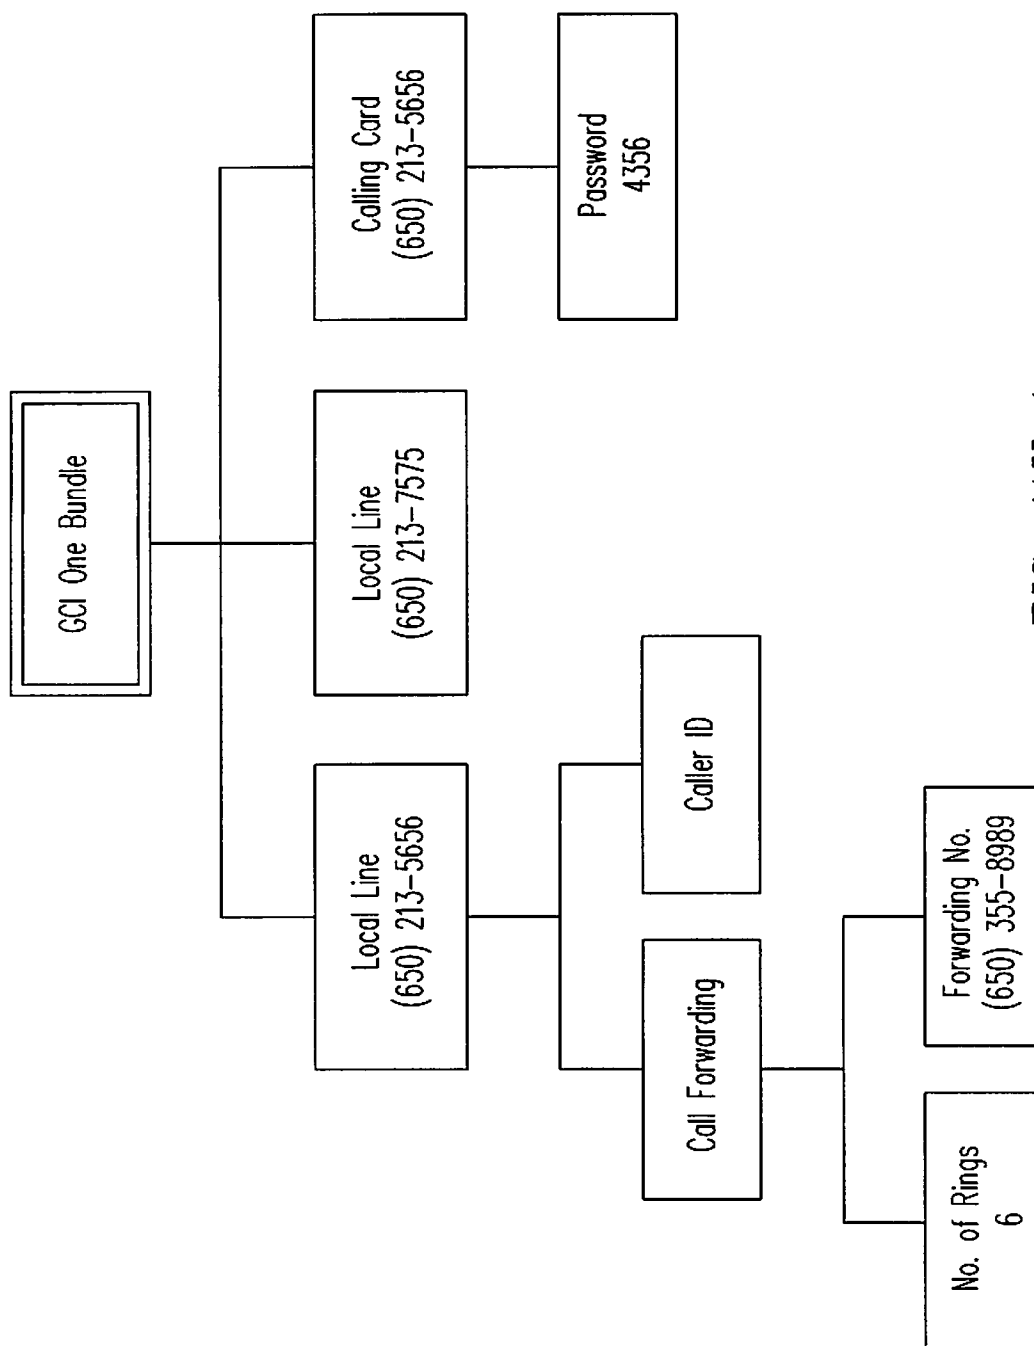 GCI One Bundle
Local Line
(650) 213-5656
Local Line
(650) 213-7575
Calling Card
(650) 213-5656
Call Forwarding
Caller ID
Password
4356
No. of Rings
6
Forwarding No.
(650) 355-8989